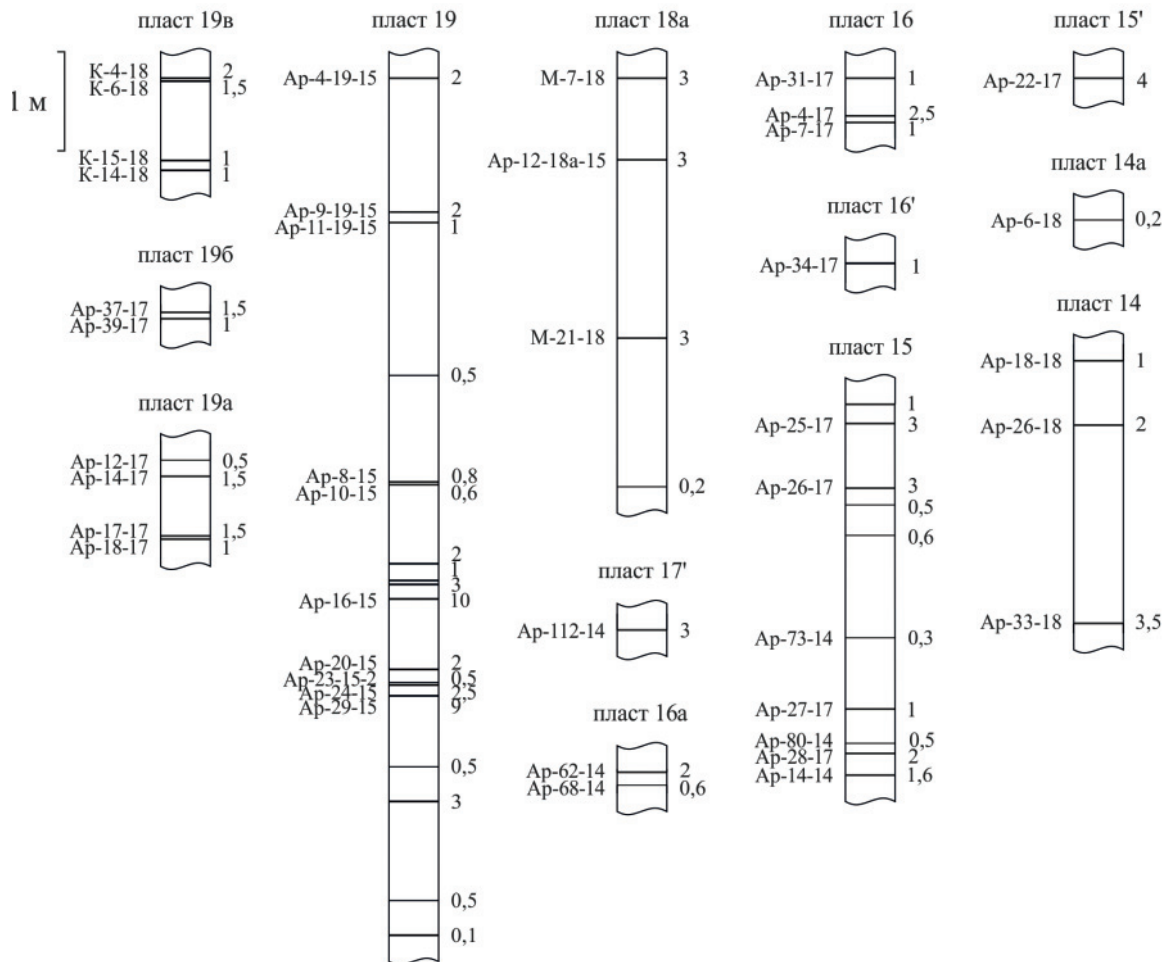 пласт 19в
1 м
К-4-18 2
К-6-18 1,5
К-15-18 1
К-14-18 1
пласт 19б
Ар-37-17 1,5
Ар-39-17 1
пласт 19а
Ар-12-17 0,5
Ар-14-17 1,5
Ар-17-17 1,5
Ар-18-17 1
пласт 19
Ар-4-19-15 2
Ар-9-19-15 2
Ар-11-19-15 1
0,5
Ар-8-15 0,8
Ар-10-15 0,6
2
1
3
Ар-16-15 10
Ар-20-15 2
Ар-23-15-2 0,5
Ар-24-15 2,5
Ар-29-15 9
0,5
3
0,5
0,1
пласт 18а
М-7-18 3
Ар-12-18а-15 3
М-21-18 3
0,2
пласт 17'
Ар-112-14 3
пласт 16а
Ар-62-14 2
Ар-68-14 0,6
пласт 16
Ар-31-17 1
Ар-4-17 2,5
Ар-7-17 1
пласт 16'
Ар-34-17 1
пласт 15
1
Ар-25-17 3
Ар-26-17 3
0,5
0,6
Ар-73-14 0,3
Ар-27-17 1
Ар-80-14 0,5
Ар-28-17 2
Ар-14-14 1,6
пласт 15'
Ар-22-17 4
пласт 14а
Ар-6-18 0,2
пласт 14
Ар-18-18 1
Ар-26-18 2
Ар-33-18 3,5